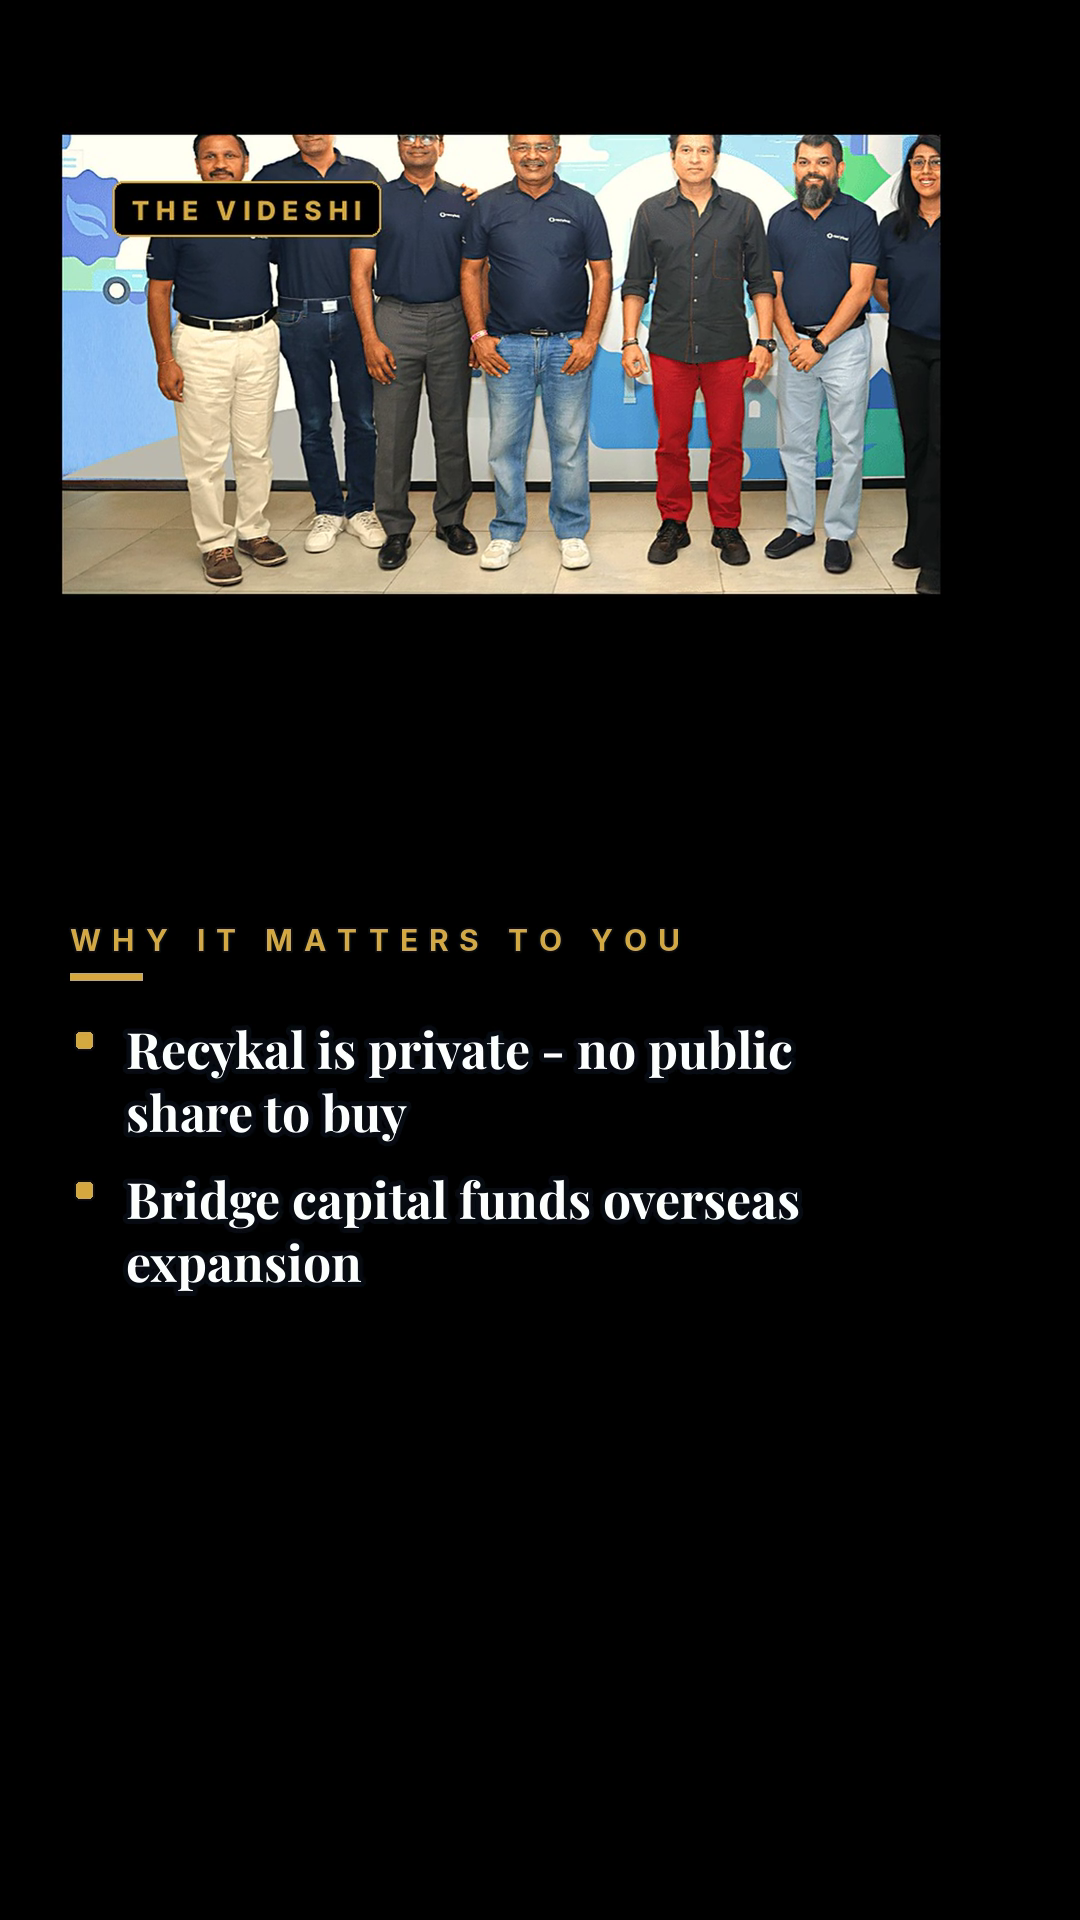 THE VIDESHI
WHY IT MATTERS TO YOU
Recykal is private - no public
share to buy
Bridge capital funds overseas
expansion